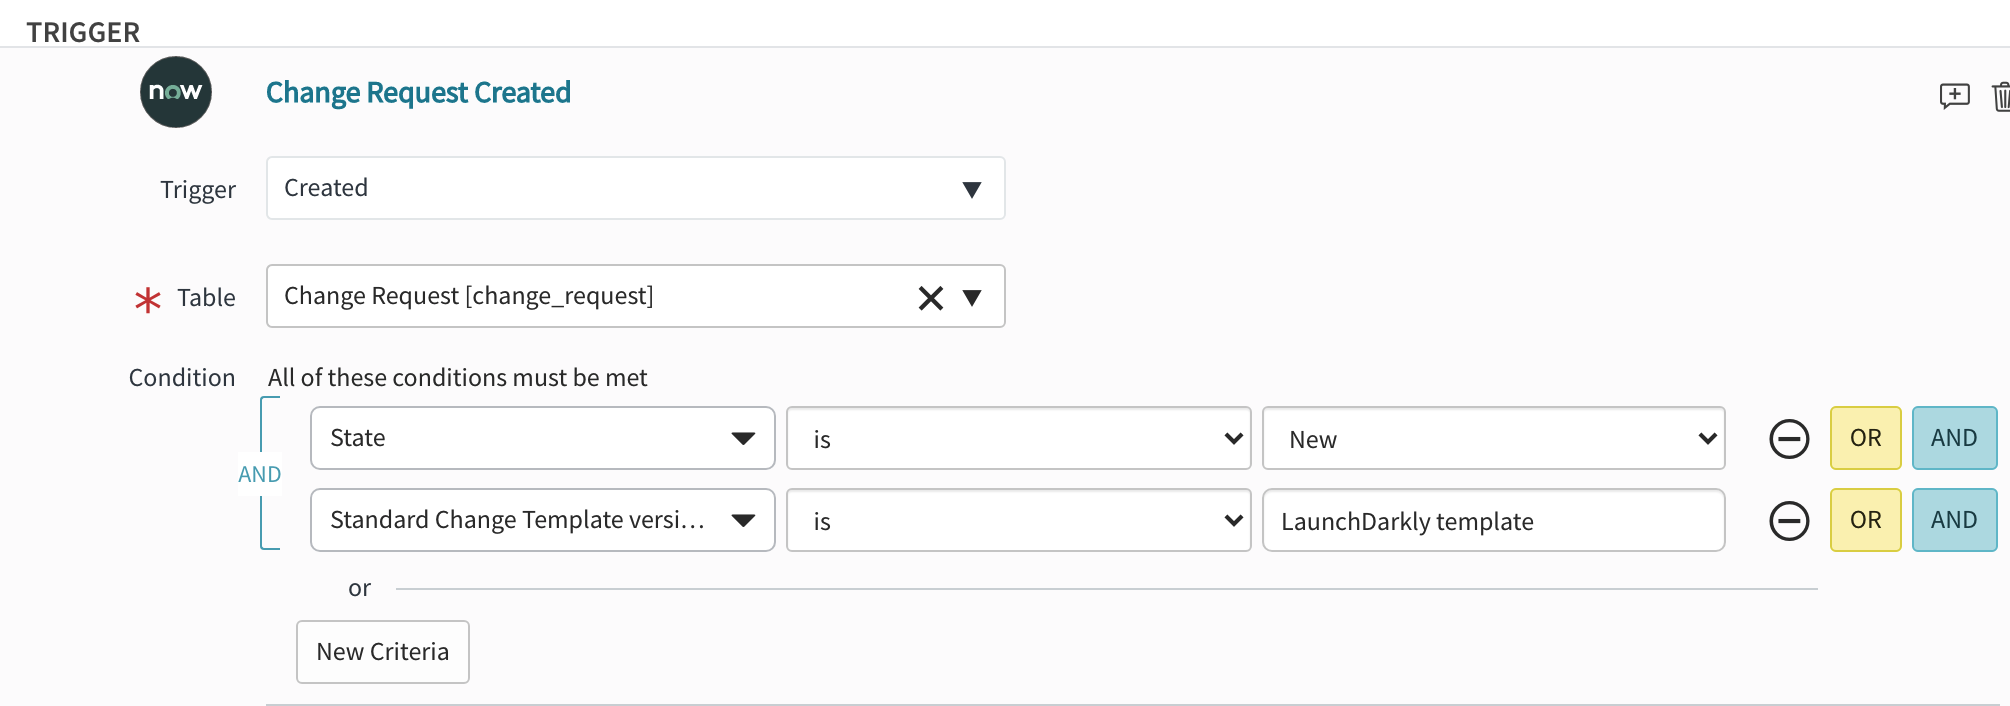 TRIGGER
now
Change Request Created
Trigger
Created
Table
Change Request [change_request]
Condition
All of these conditions must be met
State
is
New
OR
AND
AND
Standard Change Template versi...
is
LaunchDarkly template
OR
AND
or
New Criteria